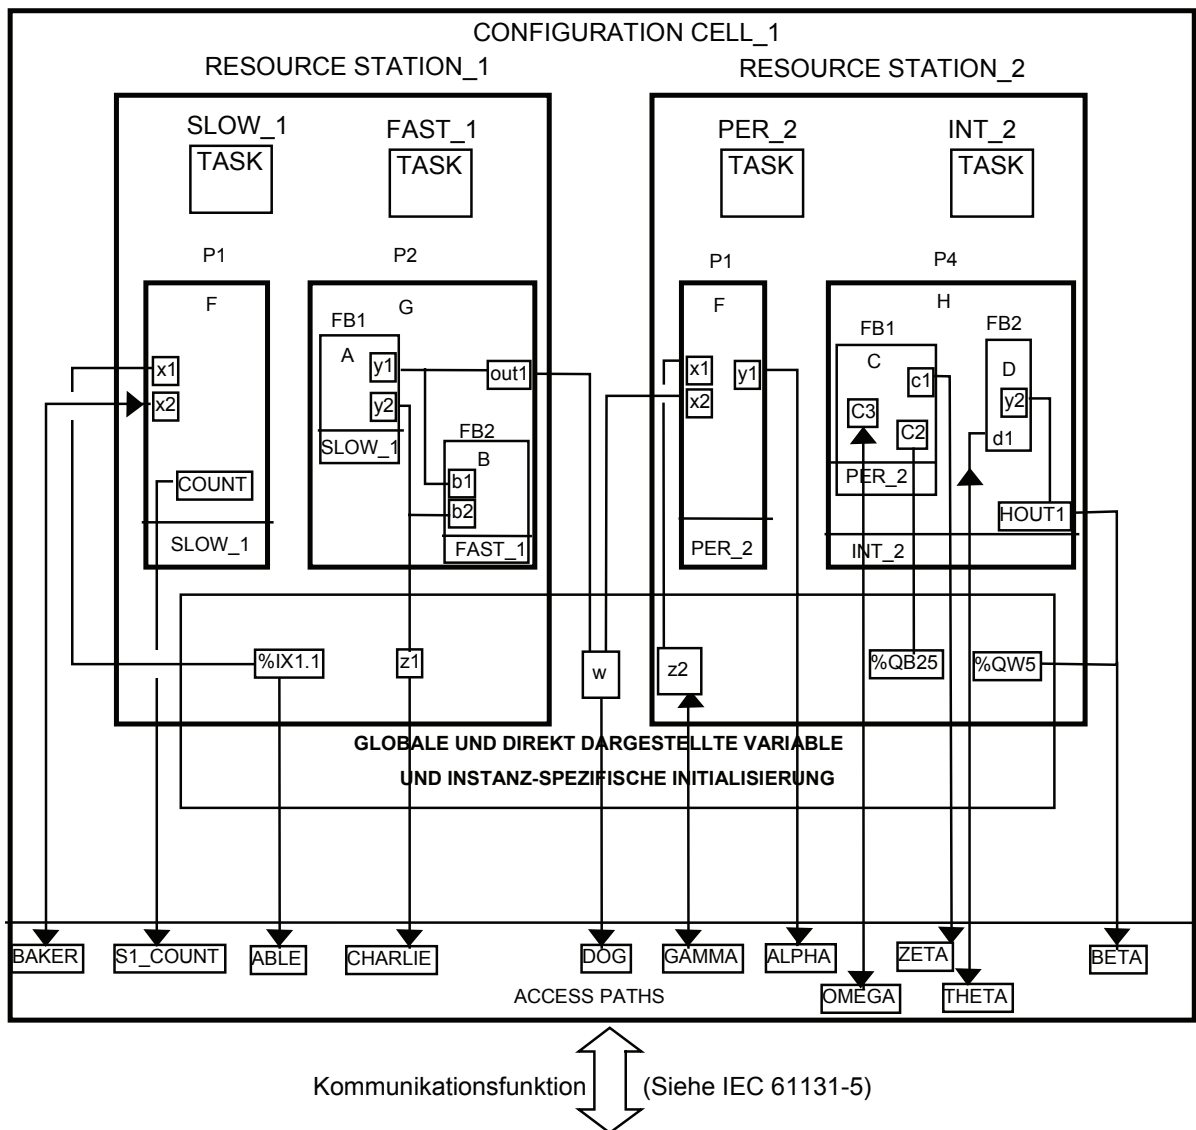 CONFIGURATION CELL_1
RESOURCE STATION_1
RESOURCE STATION_2
SLOW_1
FAST_1
PER_2
INT_2
TASK
TASK
TASK
TASK
P1
P2
P1
P4
F
G
F
H
FB1
FB1
FB2
A
C
D
x1
y1
out1
x1
y1
c1
x2
y2
x2
C3
y2
C2
d1
SLOW_1
FB2
B
COUNT
b1
PER_2
b2
HOUT1
SLOW_1
FAST_1
PER_2
INT_2
%IX1.1
z1
w
z2
%QB25
%QW5
GLOBALE UND DIREKT DARGESTELLTE VARIABLE
UND INSTANZ-SPEZIFISCHE INITIALISIERUNG
BAKER
S1_COUNT
ABLE
CHARLIE
DOG
GAMMA
ALPHA
ZETA
BETA
ACCESS PATHS
OMEGA
THETA
Kommunikationsfunktion
(Siehe IEC 61131-5)